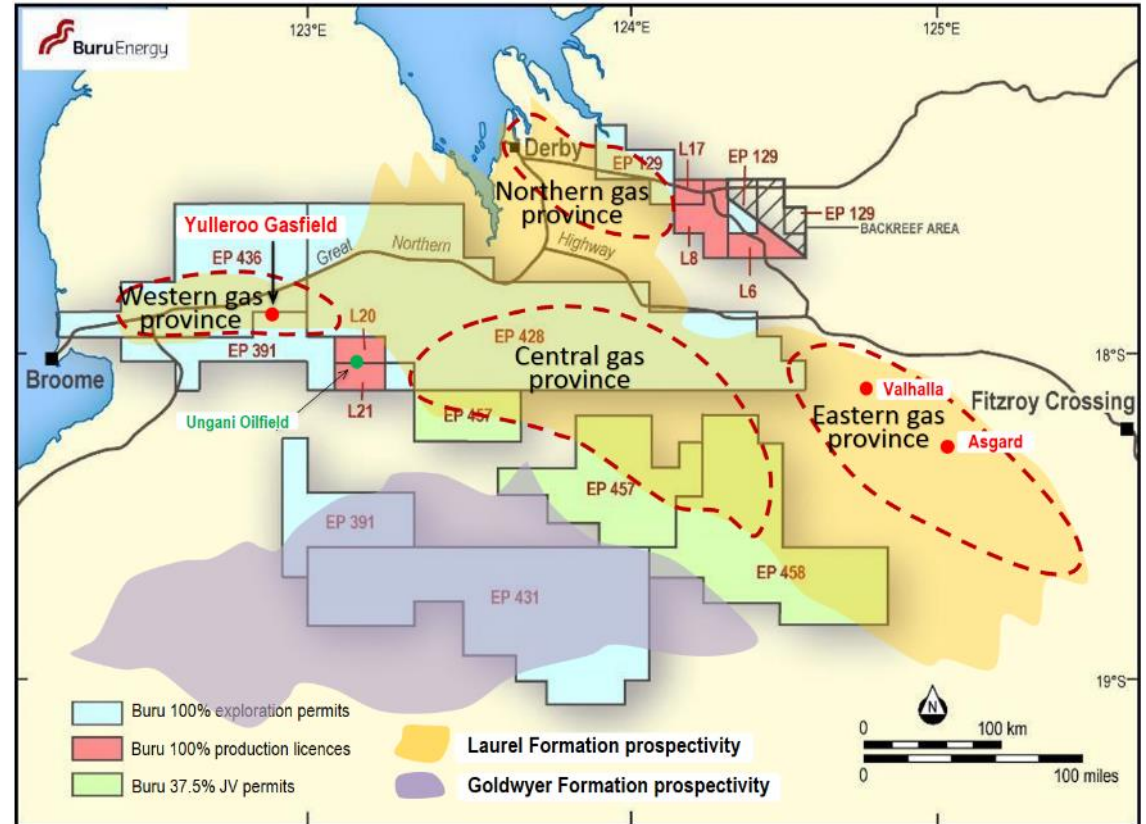 BuruEnergy
123°E
124°E
125°E
Derby
EP 129
L17
EP 129
EP 129
BACKREEF AREA
Northern gas
province
Yulleroo Gasfield
EP 436
Great
Northern
Highway
L8
L6
Western gas
province
L20
EP 428
Central gas
province
EP 391
Broome
18°S
Valhalla
Fitzroy Crossing
Eastern gas
province
Asgard
Ungani Oilfield
L21
EP 457
EP 457
EP 391
EP 458
EP 431
19°S
Buru 100% exploration permits
Buru 100% production licences
Buru 37.5% JV permits
Laurel Formation prospectivity
Goldwyer Formation prospectivity
N
0
100 km
0
100 miles